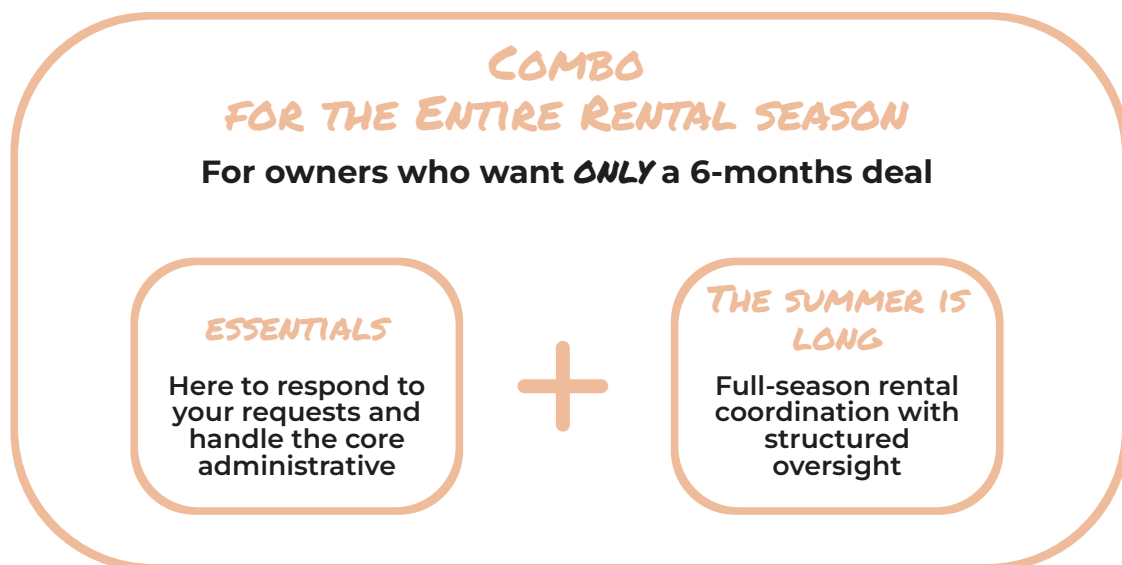 Combo
for the Entire Rental season
For owners who want only a 6-months deal
essentials
Here to respond to
your requests and
handle the core
administrative
+
The summer is
long
Full-season rental
coordination with
structured
oversight